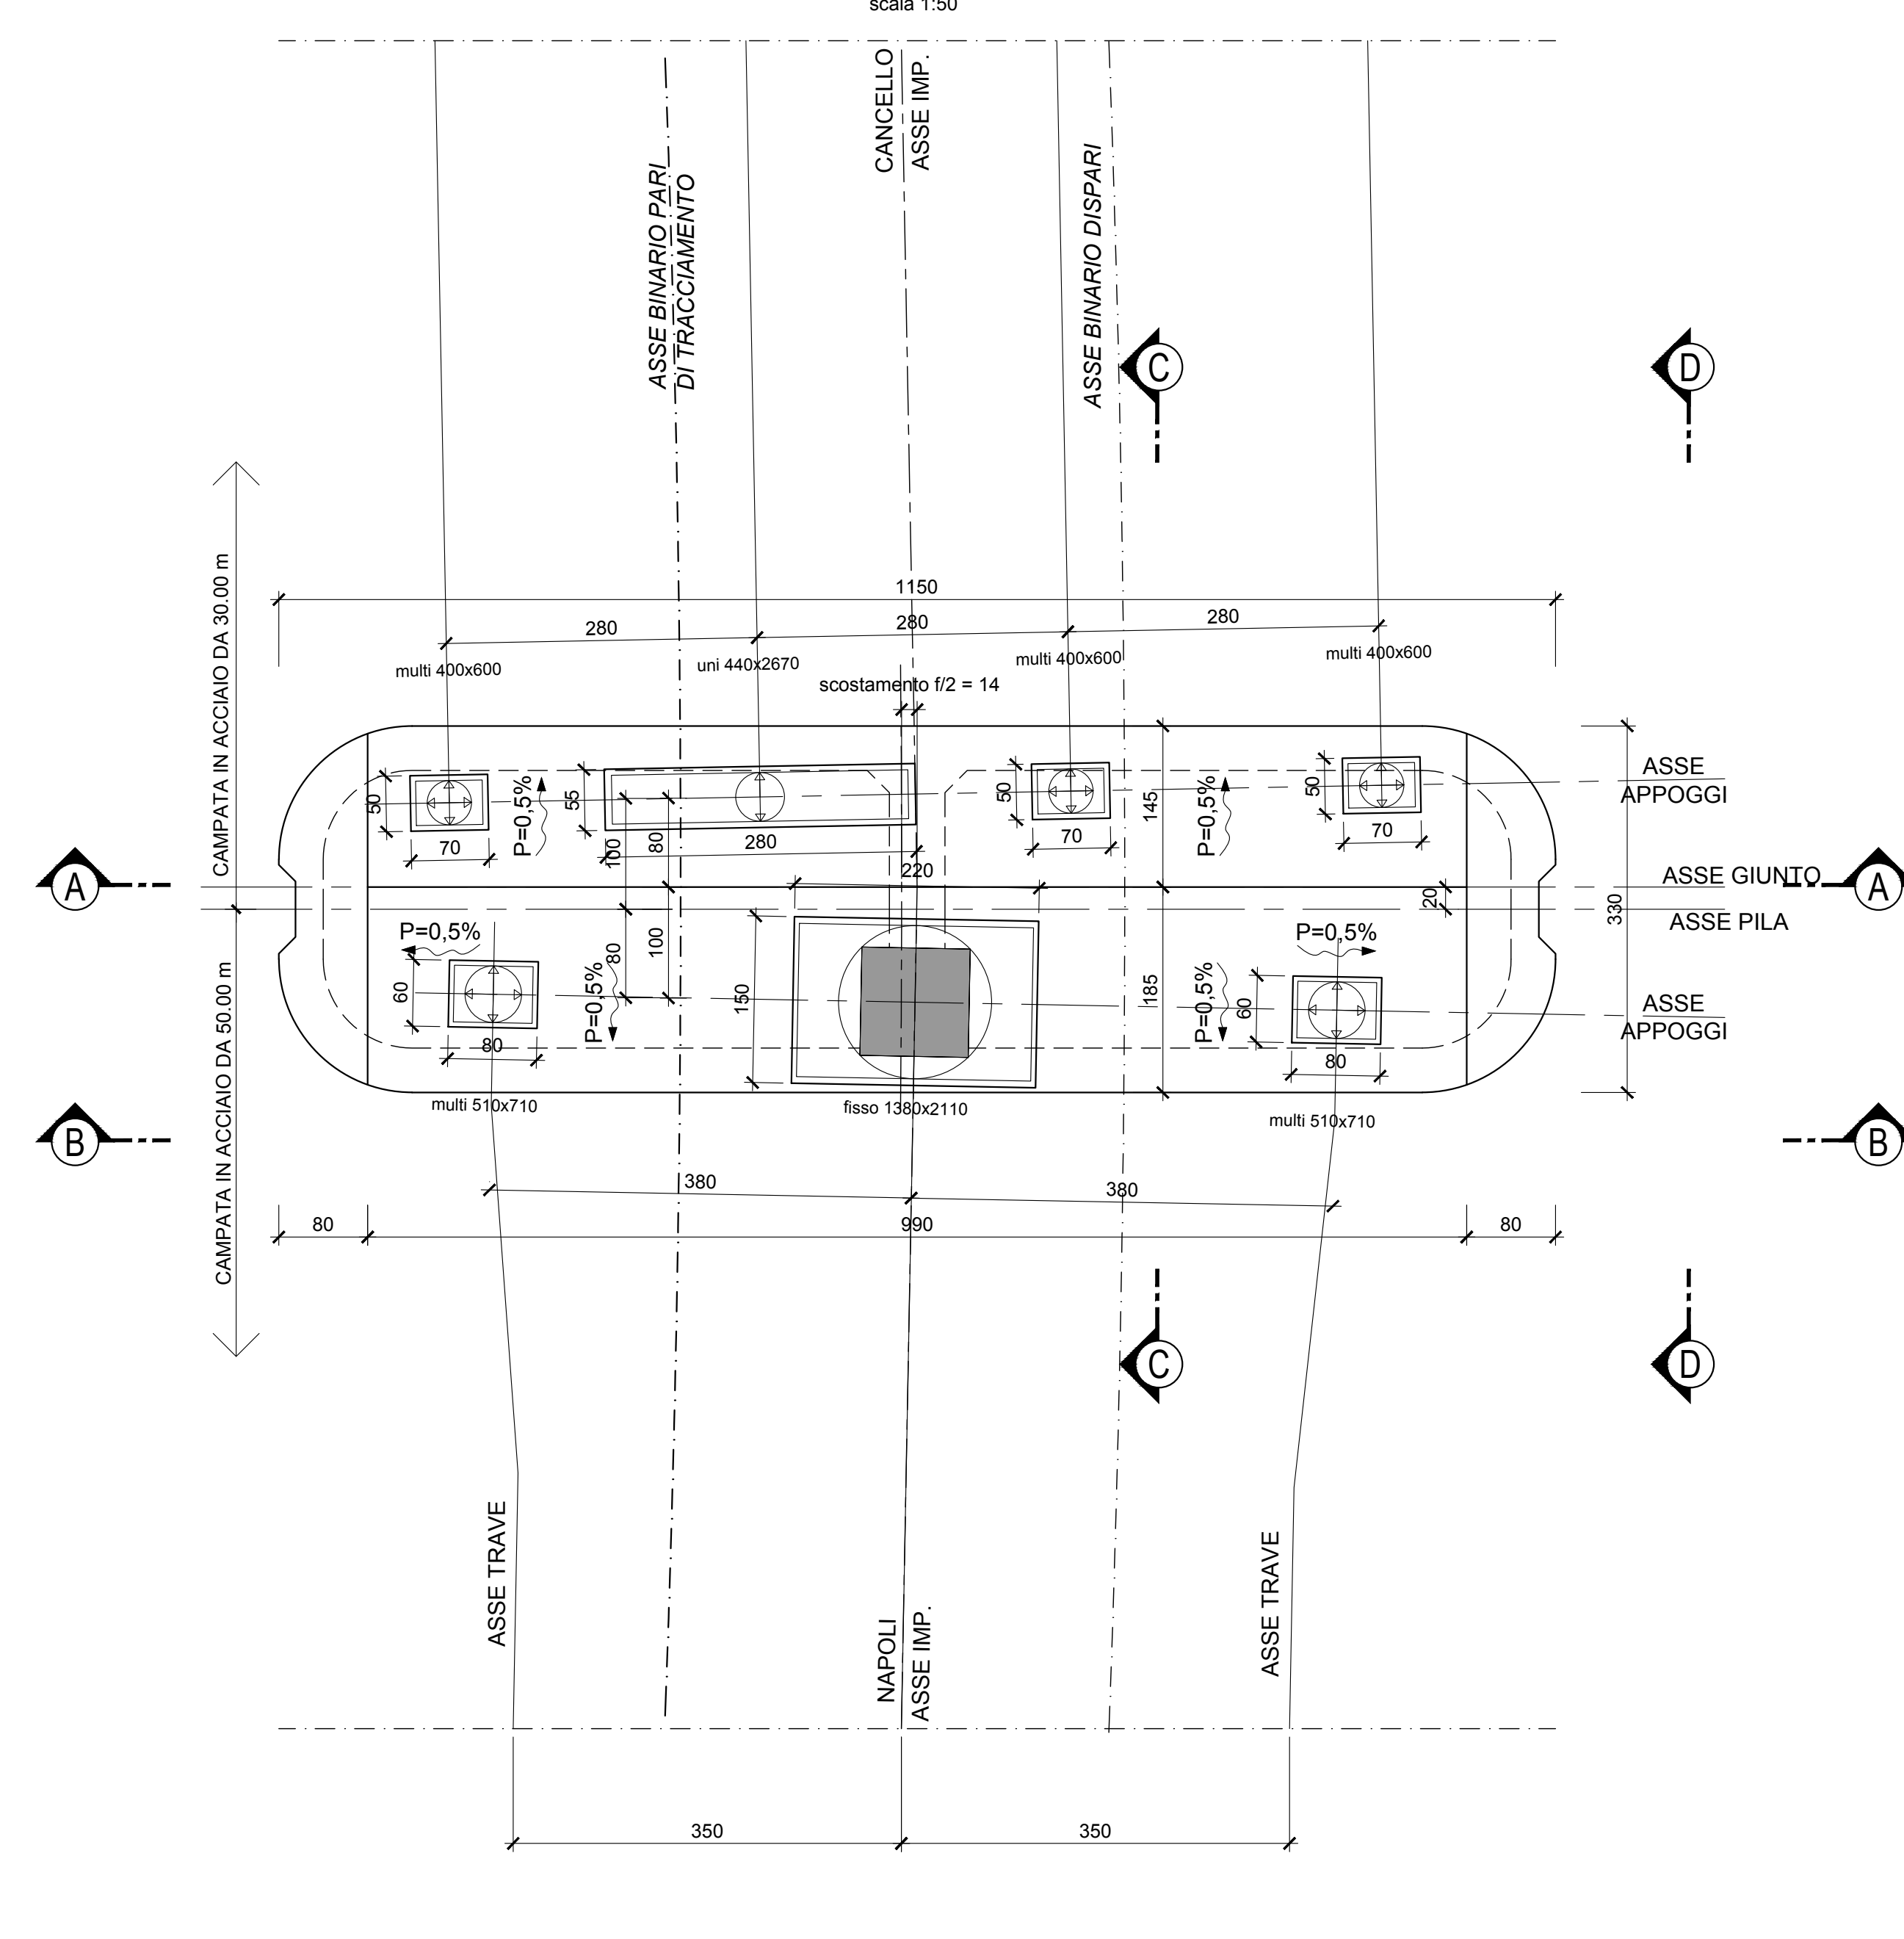 scala 1:50
CANCELLO
ASSE IMP.
ASSE BINARIO PARI
DI TRACCIAMENTO
ASSE BINARIO DISPARI
C
D
CAMPATA IN ACCIAIO DA 30.00 m
1150
280
280
280
multi 400x600
uni 440x2670
multi 400x600
multi 400x600
scostamento f/2 = 14
ASSE
APPOGGI
50
P=0,5%
55
50
145
P=0,5%
50
70
100
80
280
70
70
220
A
ASSE GIUNTO
A
20
330
ASSE PILA
P=0,5%
80
100
P=0,5%
60
P=0,5%
150
185
P=0,5%
60
ASSE
APPOGGI
80
80
multi 510x710
fisso 1380x2110
multi 510x710
B
B
CAMPATA IN ACCIAIO DA 50.00 m
380
380
80
990
80
C
D
ASSE TRAVE
NAPOLI
ASSE IMP.
ASSE TRAVE
350
350